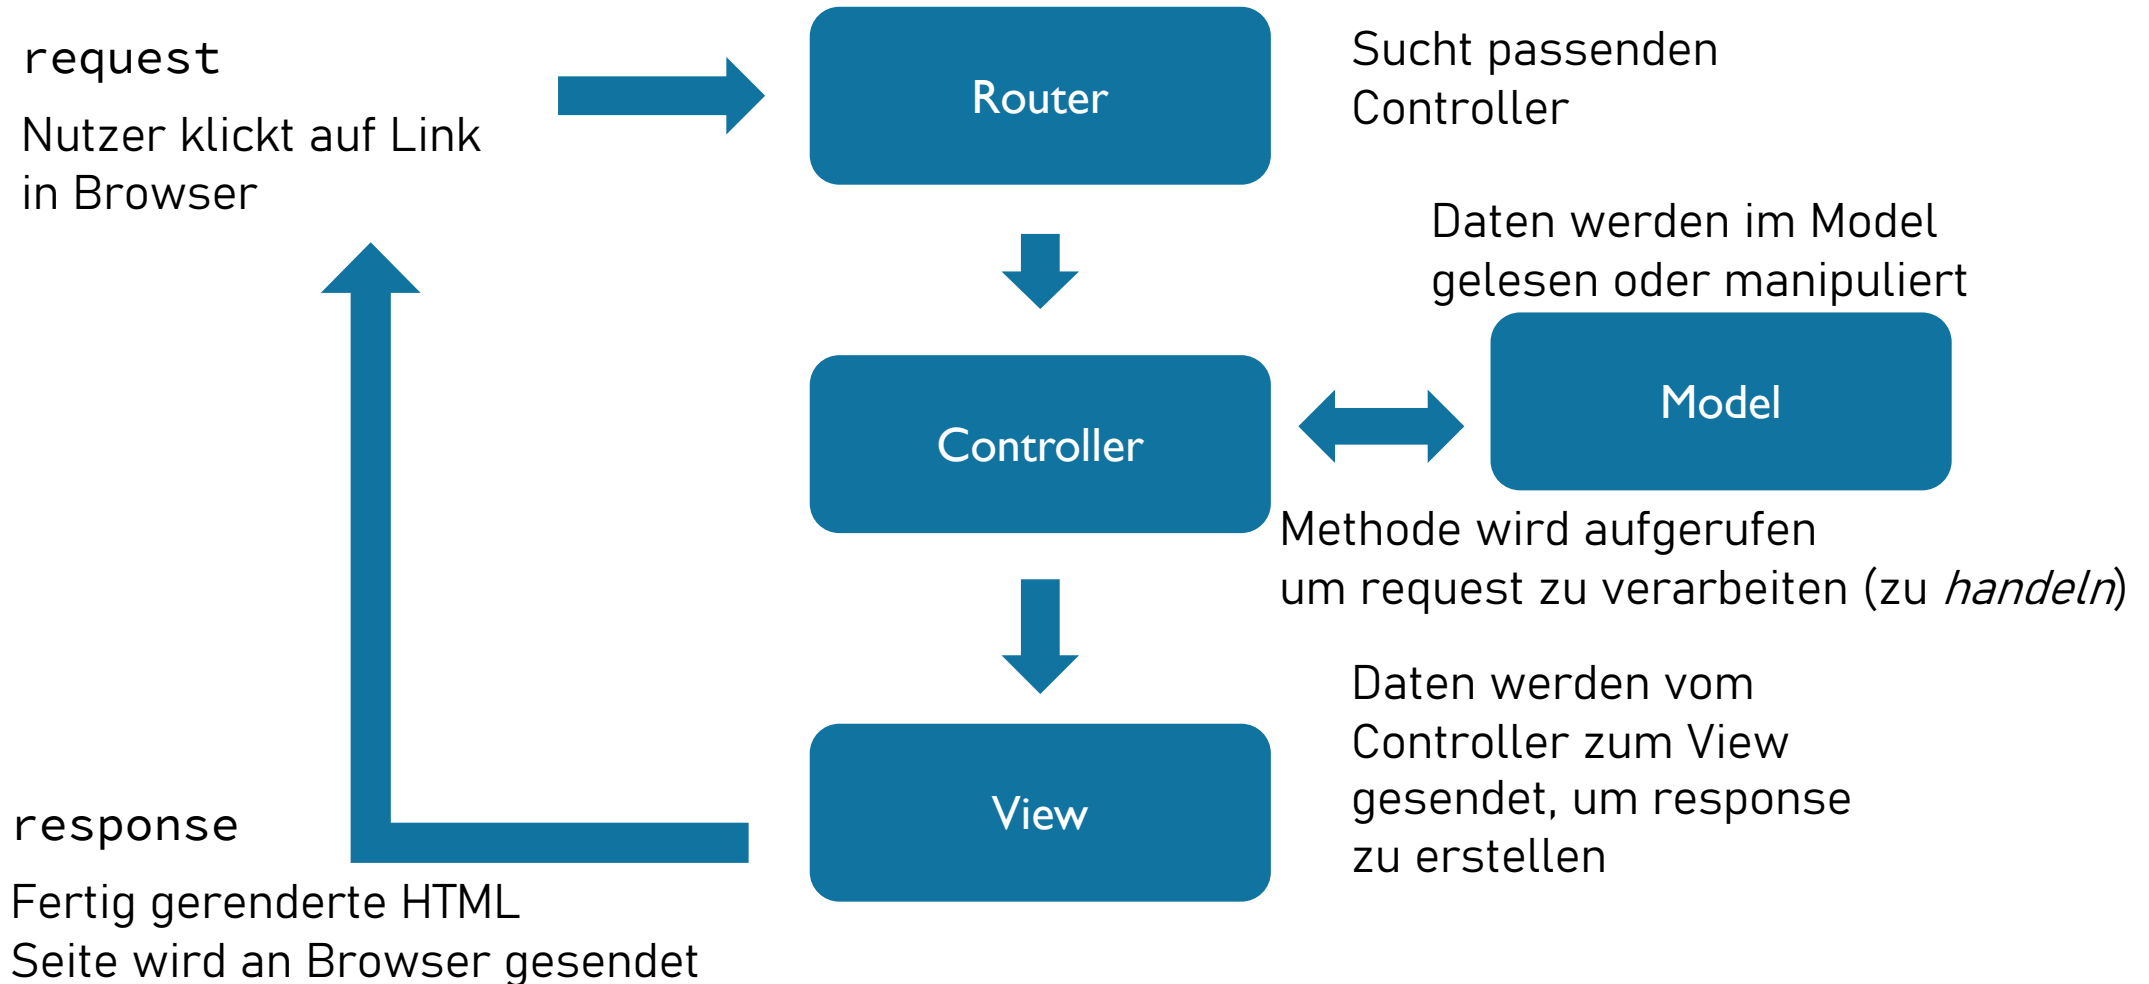 request
Nutzer klickt auf Link
in Browser
Router
Sucht passenden
Controller
Daten werden im Model
gelesen oder manipuliert
Model
Controller
Methode wird aufgerufen
um request zu verarbeiten (zu handeln)
View
Daten werden vom
Controller zum View
gesendet, um response
zu erstellen
response
Fertig gerenderte HTML
Seite wird an Browser gesendet